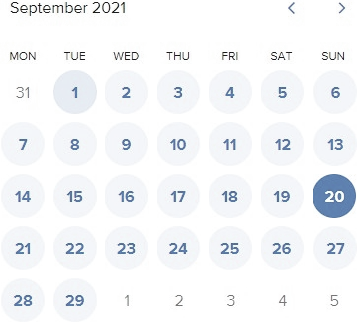 September 2021
MON TUE WED THU FRI SAT SUN
31 1 2 3 4 5 6
7 8 9 10 11 12 13
14 15 16 17 18 19 20
21 22 23 24 25 26 27
28 29 1 2 3 4 5